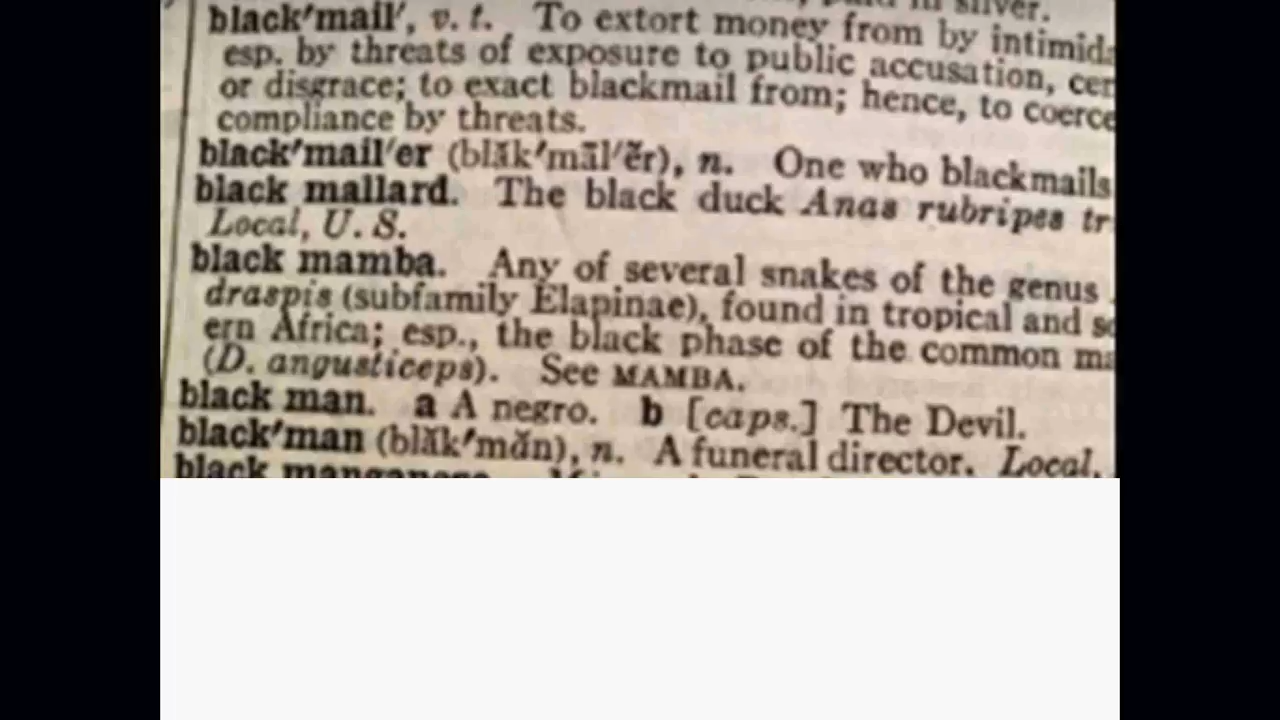 silver.
black′mail′, v. t. To extort money from by intimida
esp. by threats of exposure to public accusation, cen
or disgrace; to exact blackmail from; hence, to coerce
compliance by threats.
black′mail′er (blăk′māl′ẽr), n. One who blackmails
black mallard. The black duck Anas rubripes tr
Local, U. S.
black mamba. Any of several snakes of the genus
draspis (subfamily Elapinae), found in tropical and so
ern Africa; esp., the black phase of the common ma
(D. angusticeps). See MAMBA.
black man. a A negro. b [caps.] The Devil.
black′man (blăk′măn), n. A funeral director. Local,
black manganese.